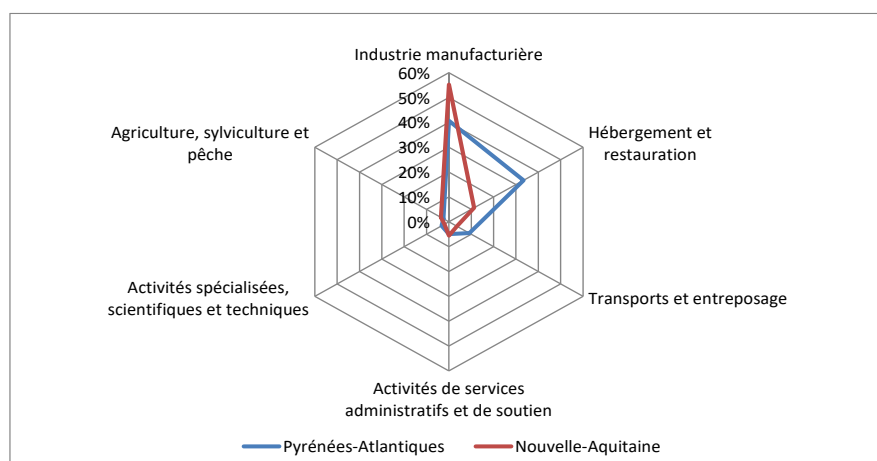 Industrie manufacturière
60%
50%
40%
30%
20%
10%
0%
Hébergement et
restauration
Transports et entreposage
Activités de services
administratifs et de soutien
Activités spécialisées,
scientifiques et techniques
Agriculture, sylviculture et
pêche
Pyrénées-Atlantiques
Nouvelle-Aquitaine